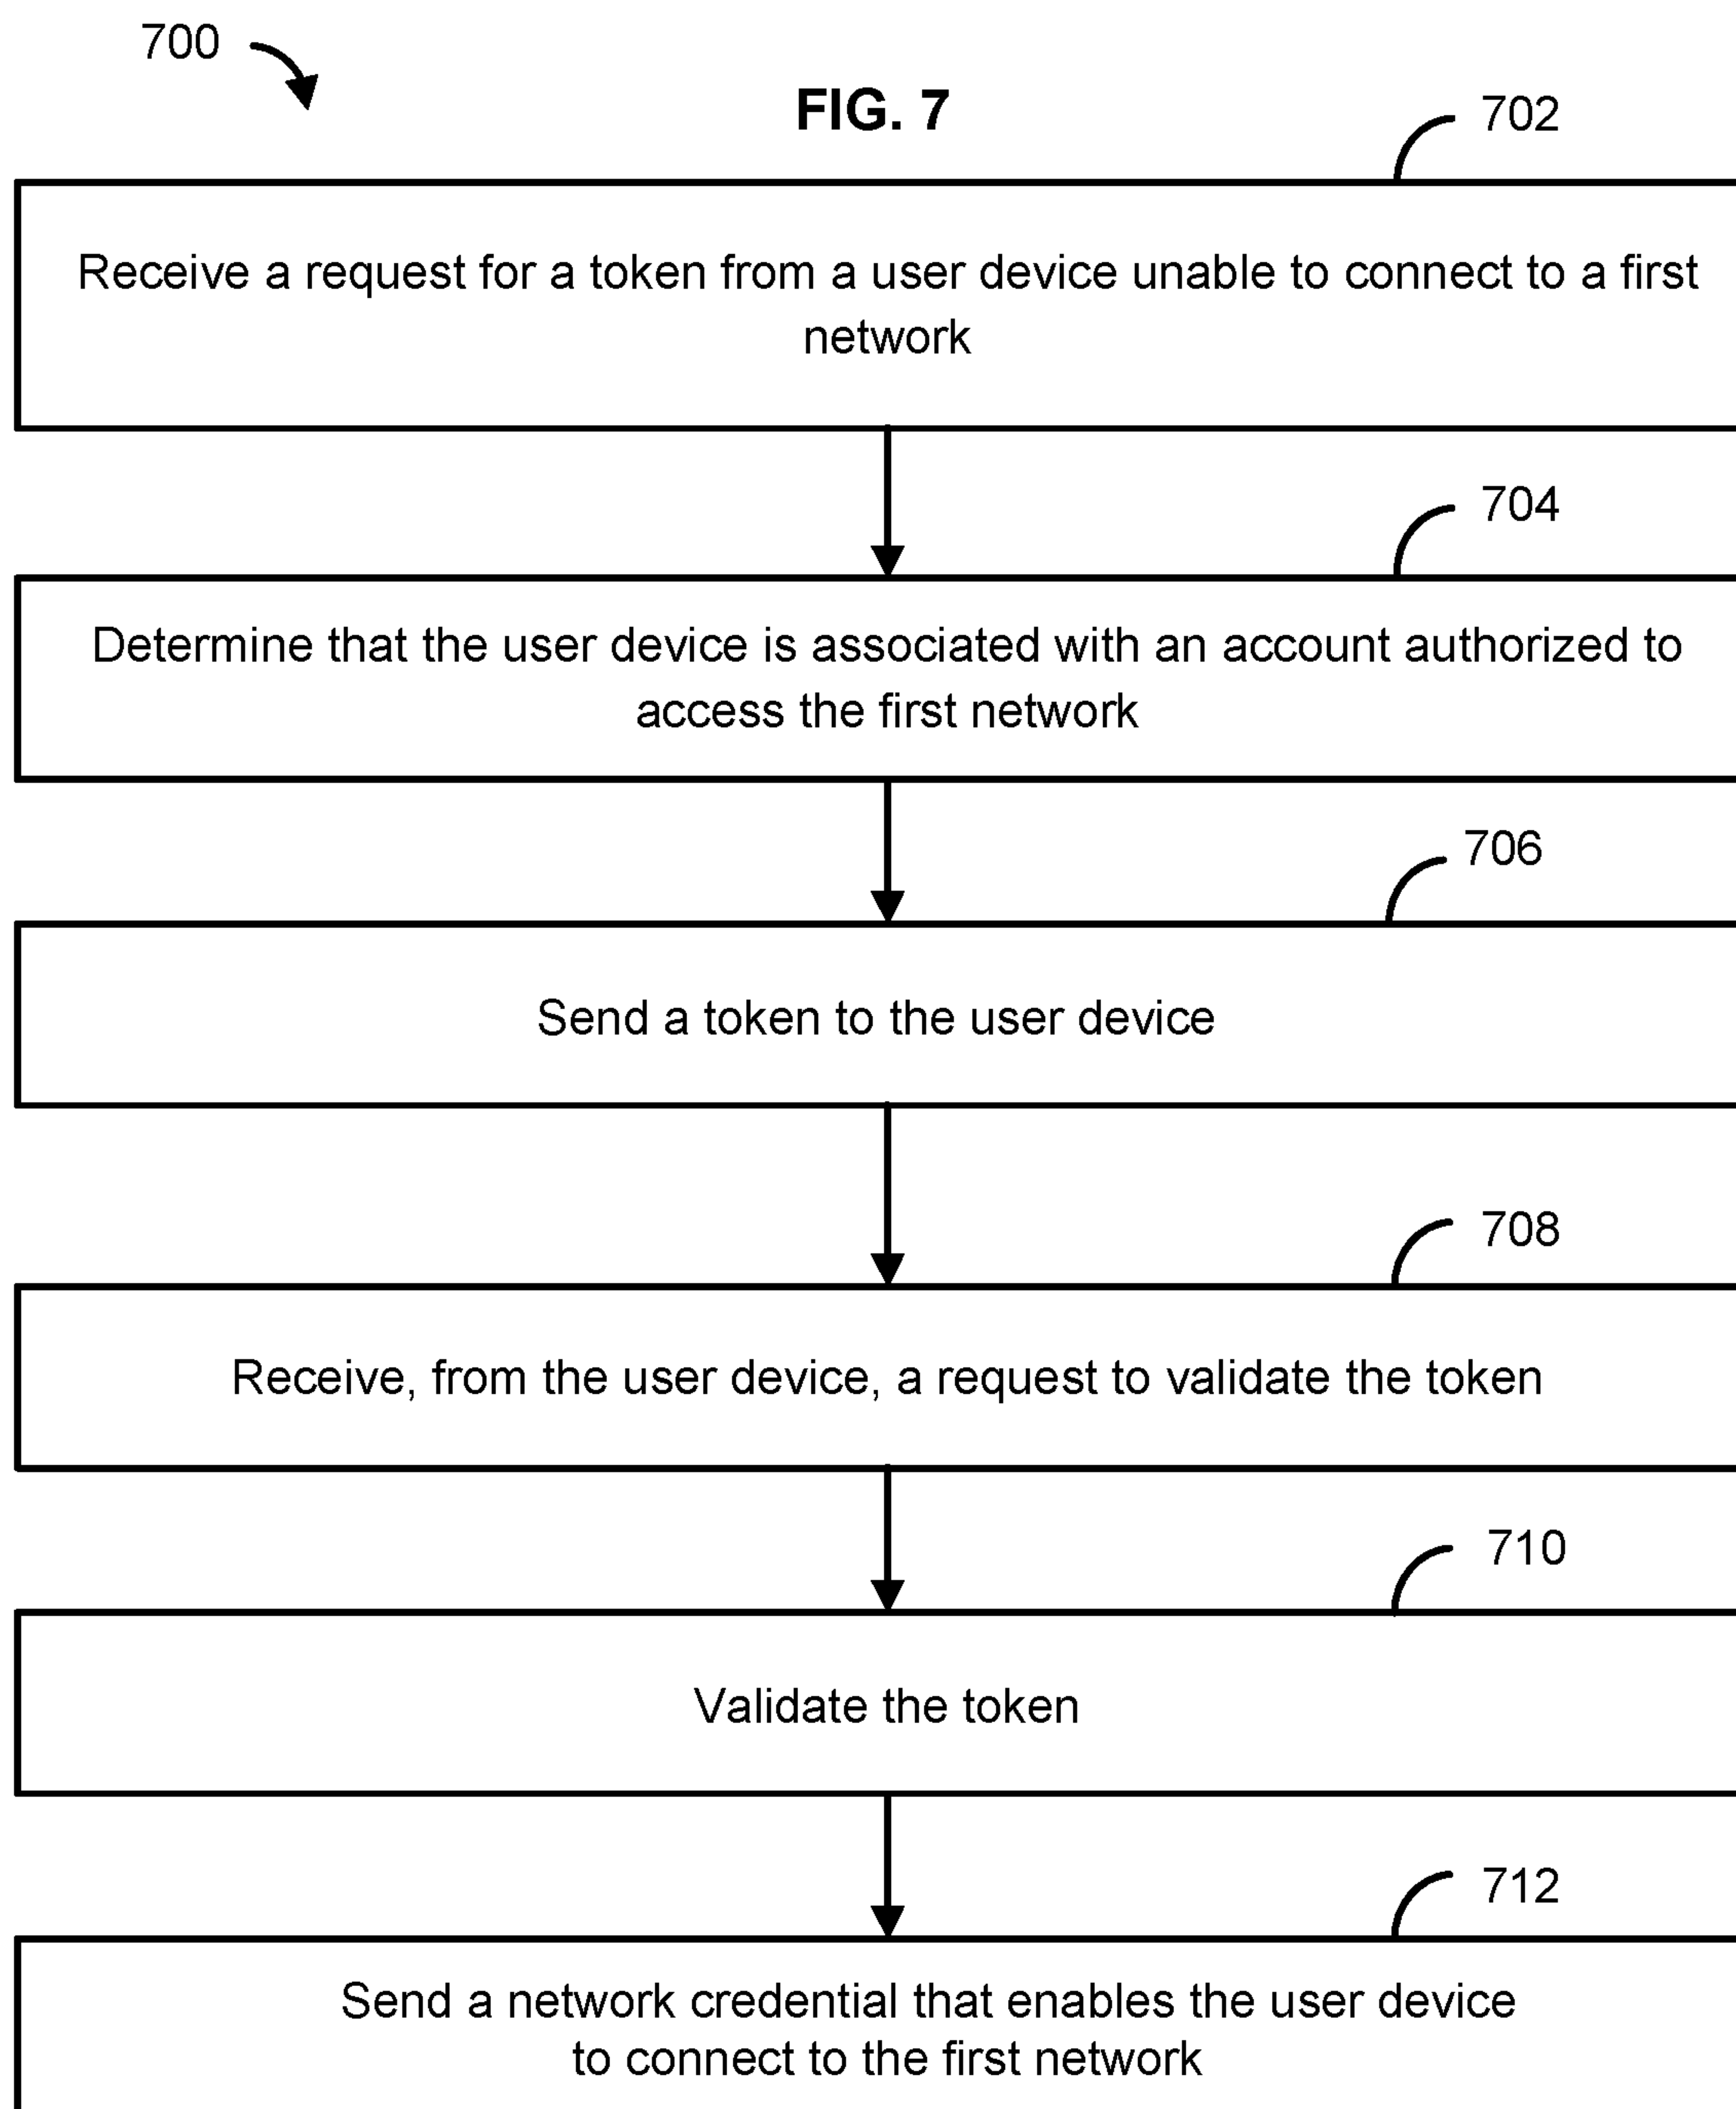 700
FIG. 7
702
Receive a request for a token from a user device unable to connect to a first
network
704
Determine that the user device is associated with an account authorized to
access the first network
706
Send a token to the user device
708
Receive, from the user device, a request to validate the token
710
Validate the token
712
Send a network credential that enables the user device
to connect to the first network